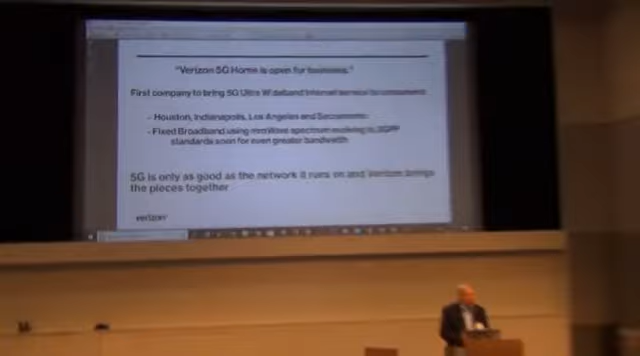 "Verizon 5G Home is open for business."
First company to bring 5G Ultra Wideband Internet service to consumers
- Houston, Indianapolis, Los Angeles and Sacramento
- Fixed Broadband using mmWave spectrum evolving to 3GPP
standards soon for even greater bandwidth
5G is only as good as the network it runs on and Verizon brings
the pieces together
verizon